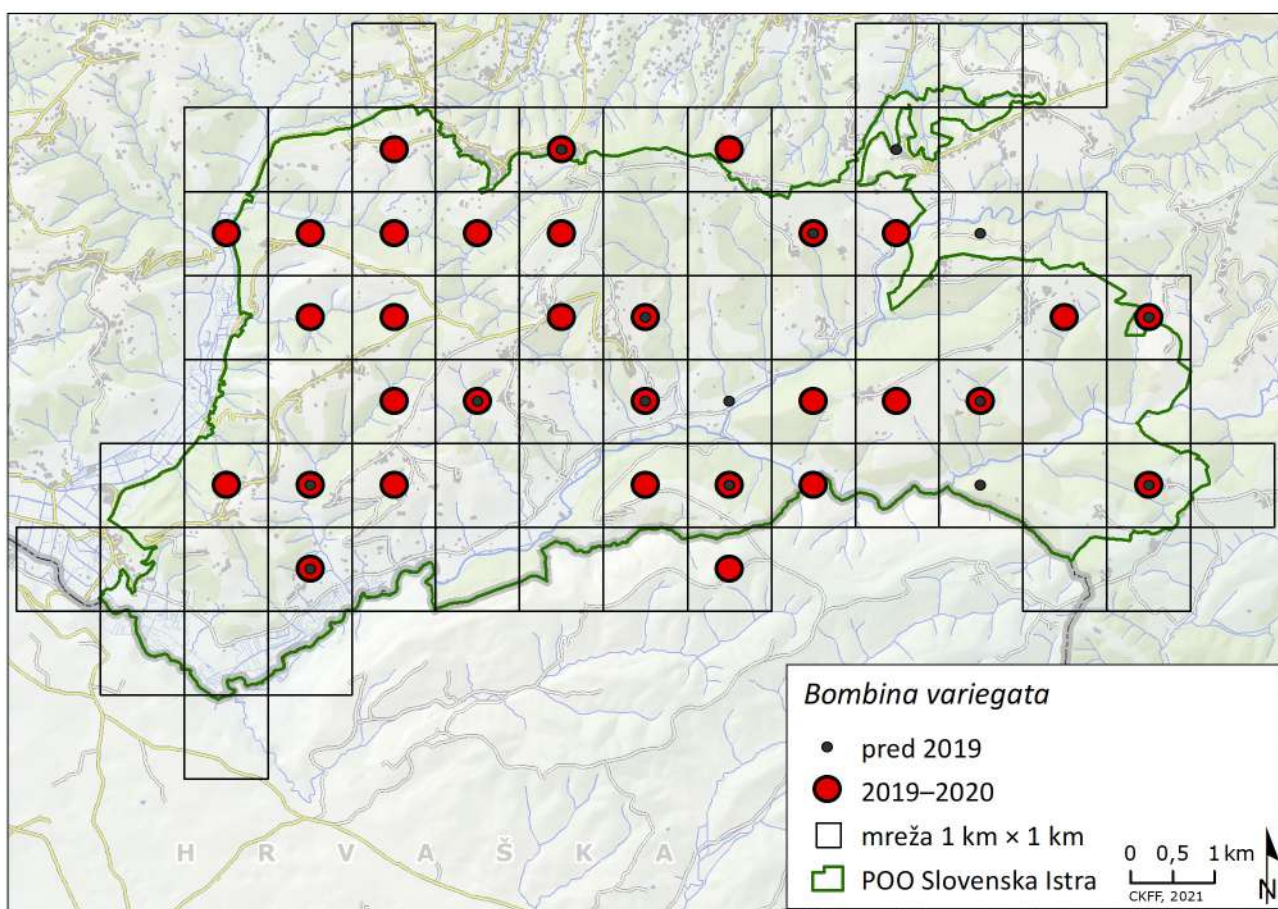 Bombina variegata
pred 2019
2019–2020
mreža 1 km × 1 km
POO Slovenska Istra
0 0,5 1 km
CKFF, 2021
N
H R V A Š K A